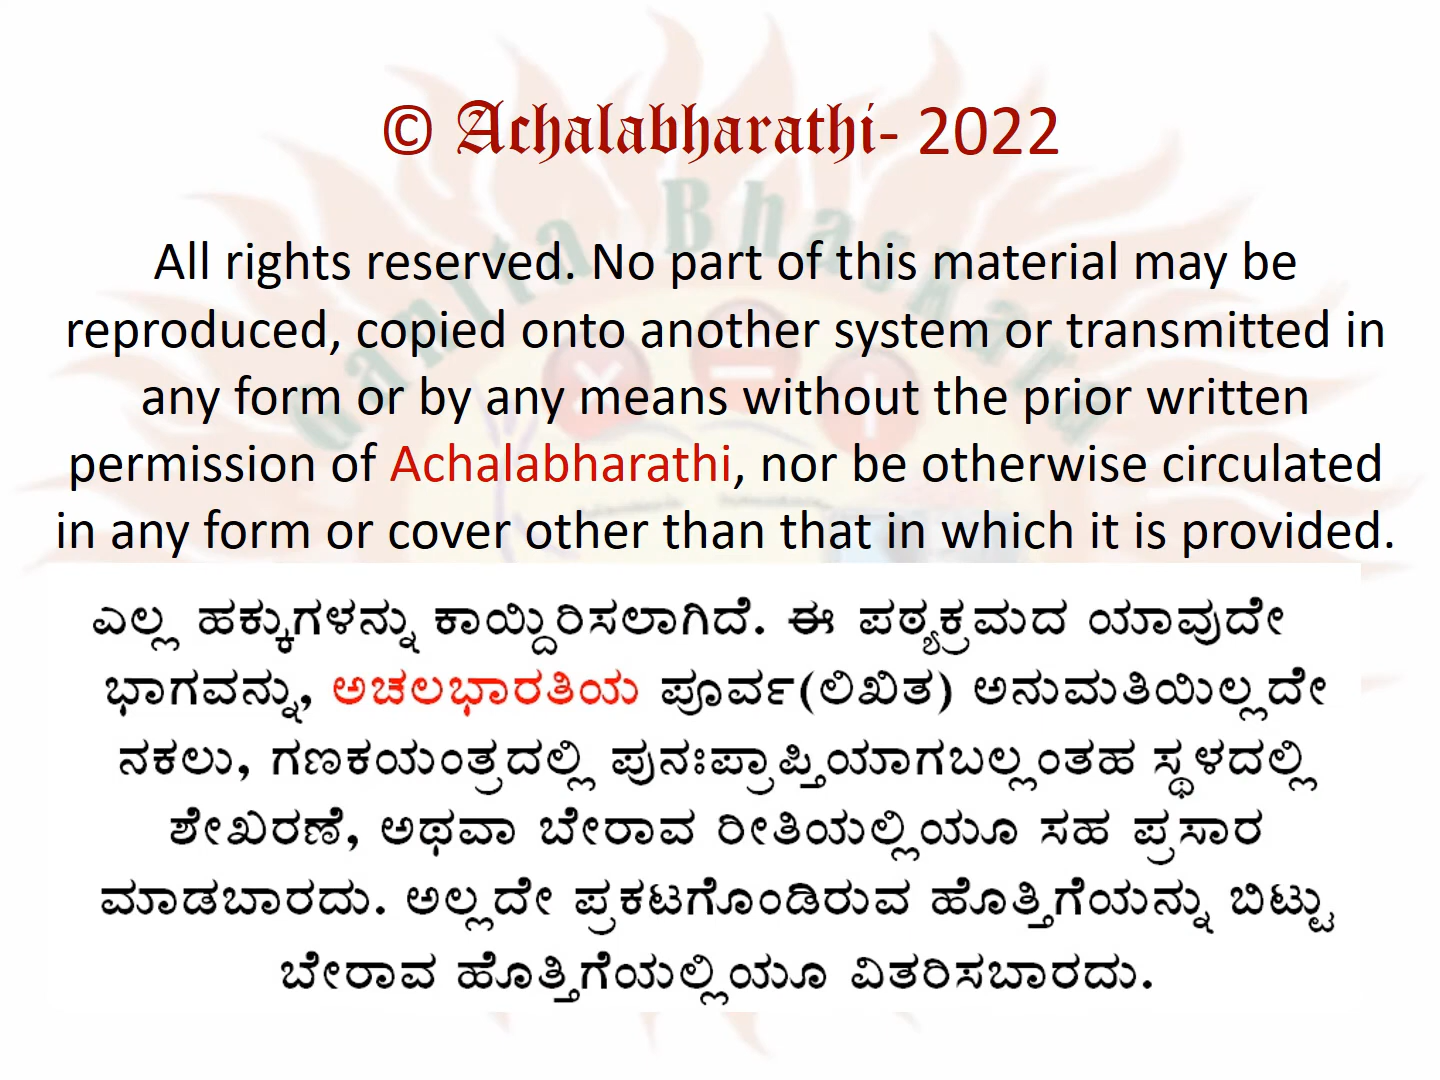 © Achalabharathi- 2022
Ganita Bhaskara
All rights reserved. No part of this material may be
reproduced, copied onto another system or transmitted in
any form or by any means without the prior written
permission of Achalabharathi, nor be otherwise circulated
in any form or cover other than that in which it is provided.
ಎಲ್ಲ ಹಕ್ಕುಗಳನ್ನು ಕಾಯ್ದಿರಿಸಲಾಗಿದೆ. ಈ ಪಠ್ಯಕ್ರಮದ ಯಾವುದೇ
ಭಾಗವನ್ನು, ಅಚಲಭಾರತಿಯ ಪೂರ್ವ(ಲಿಖಿತ) ಅನುಮತಿಯಿಲ್ಲದೇ
ನಕಲು, ಗಣಕಯಂತ್ರದಲ್ಲಿ ಪುನಃಪ್ರಾಪ್ತಿಯಾಗಬಲ್ಲಂತಹ ಸ್ಥಳದಲ್ಲಿ
ಶೇಖರಣೆ, ಅಥವಾ ಬೇರಾವ ರೀತಿಯಲ್ಲಿಯೂ ಸಹ ಪ್ರಸಾರ
ಮಾಡಬಾರದು. ಅಲ್ಲದೇ ಪ್ರಕಟಗೊಂಡಿರುವ ಹೊತ್ತಿಗೆಯನ್ನು ಬಿಟ್ಟು
ಬೇರಾವ ಹೊತ್ತಿಗೆಯಲ್ಲಿಯೂ ವಿತರಿಸಬಾರದು.